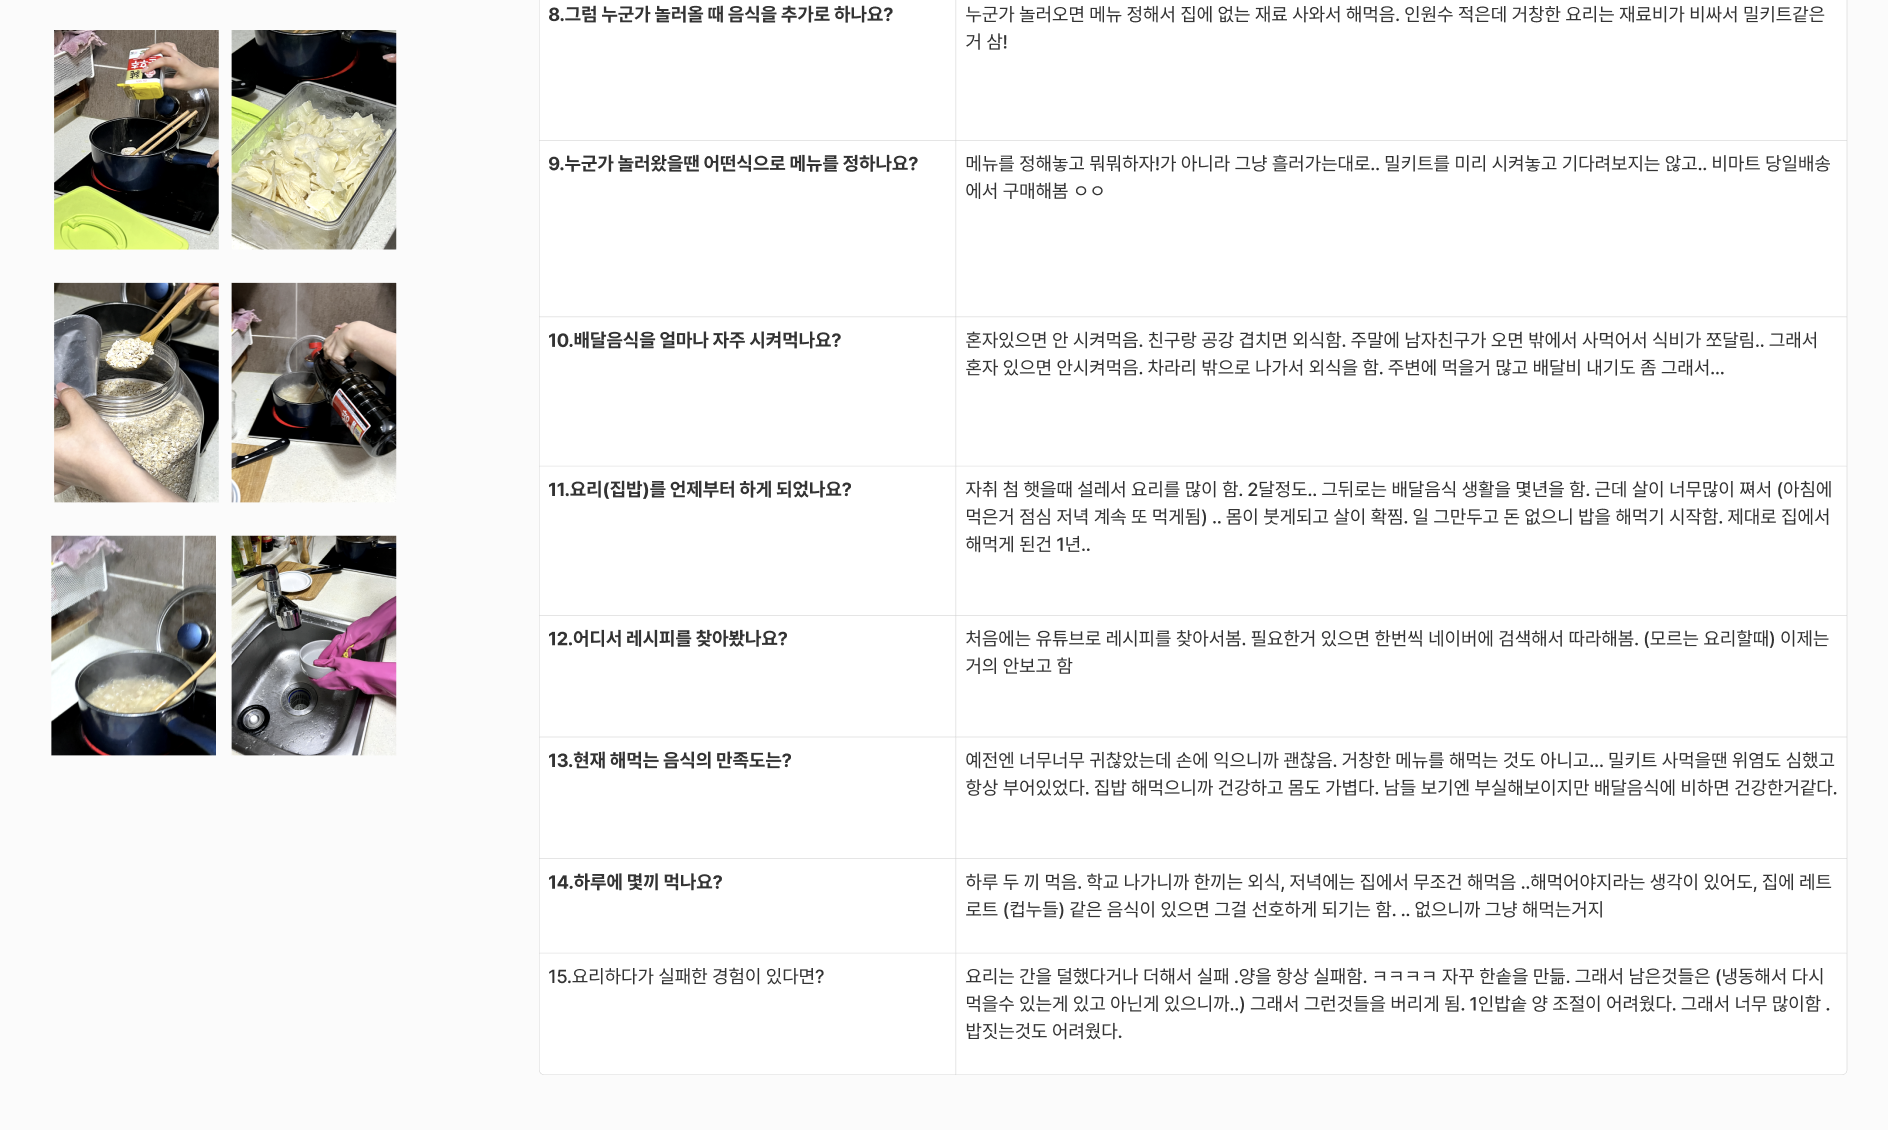 8.그럼 누군가 놀러올 때 음식을 추가로 하나요?
누군가 놀러오면 메뉴 정해서 집에 없는 재료 사와서 해먹음. 인원수 적은데 거창한 요리는 재료비가 비싸서 밀키트같은
거 삼!
9.누군가 놀러왔을땐 어떤식으로 메뉴를 정하나요?
메뉴를 정해놓고 뭐뭐하자!가 아니라 그냥 흘러가는대로.. 밀키트를 미리 시켜놓고 기다려보지는 않고.. 비마트 당일배송
에서 구매해봄 ㅇㅇ
10.배달음식을 얼마나 자주 시켜먹나요?
혼자있으면 안 시켜먹음. 친구랑 공강 겹치면 외식함. 주말에 남자친구가 오면 밖에서 사먹어서 식비가 쪼달림.. 그래서
혼자 있으면 안시켜먹음. 차라리 밖으로 나가서 외식을 함. 주변에 먹을거 많고 배달비 내기도 좀 그래서...
11.요리(집밥)를 언제부터 하게 되었나요?
자취 첨 햇을때 설레서 요리를 많이 함. 2달정도.. 그뒤로는 배달음식 생활을 몇년을 함. 근데 살이 너무많이 쪄서 (아침에
먹은거 점심 저녁 계속 또 먹게됨) .. 몸이 붓게되고 살이 확찜. 일 그만두고 돈 없으니 밥을 해먹기 시작함. 제대로 집에서
해먹게 된건 1년..
12.어디서 레시피를 찾아봤나요?
처음에는 유튜브로 레시피를 찾아서봄. 필요한거 있으면 한번씩 네이버에 검색해서 따라해봄. (모르는 요리할때) 이제는
거의 안보고 함
13.현재 해먹는 음식의 만족도는?
예전엔 너무너무 귀찮았는데 손에 익으니까 괜찮음. 거창한 메뉴를 해먹는 것도 아니고... 밀키트 사먹을땐 위염도 심했고
항상 부어있었다. 집밥 해먹으니까 건강하고 몸도 가볍다. 남들 보기엔 부실해보이지만 배달음식에 비하면 건강한거같다.
14.하루에 몇끼 먹나요?
하루 두 끼 먹음. 학교 나가니까 한끼는 외식, 저녁에는 집에서 무조건 해먹음 ..해먹어야지라는 생각이 있어도, 집에 레트
로트 (컵누들) 같은 음식이 있으면 그걸 선호하게 되기는 함. .. 없으니까 그냥 해먹는거지
15.요리하다가 실패한 경험이 있다면?
요리는 간을 덜했다거나 더해서 실패 .양을 항상 실패함. ㅋㅋㅋㅋ 자꾸 한솥을 만듦. 그래서 남은것들은 (냉동해서 다시
먹을수 있는게 있고 아닌게 있으니까..) 그래서 그런것들을 버리게 됨. 1인밥솥 양 조절이 어려웠다. 그래서 너무 많이함 .
밥짓는것도 어려웠다.